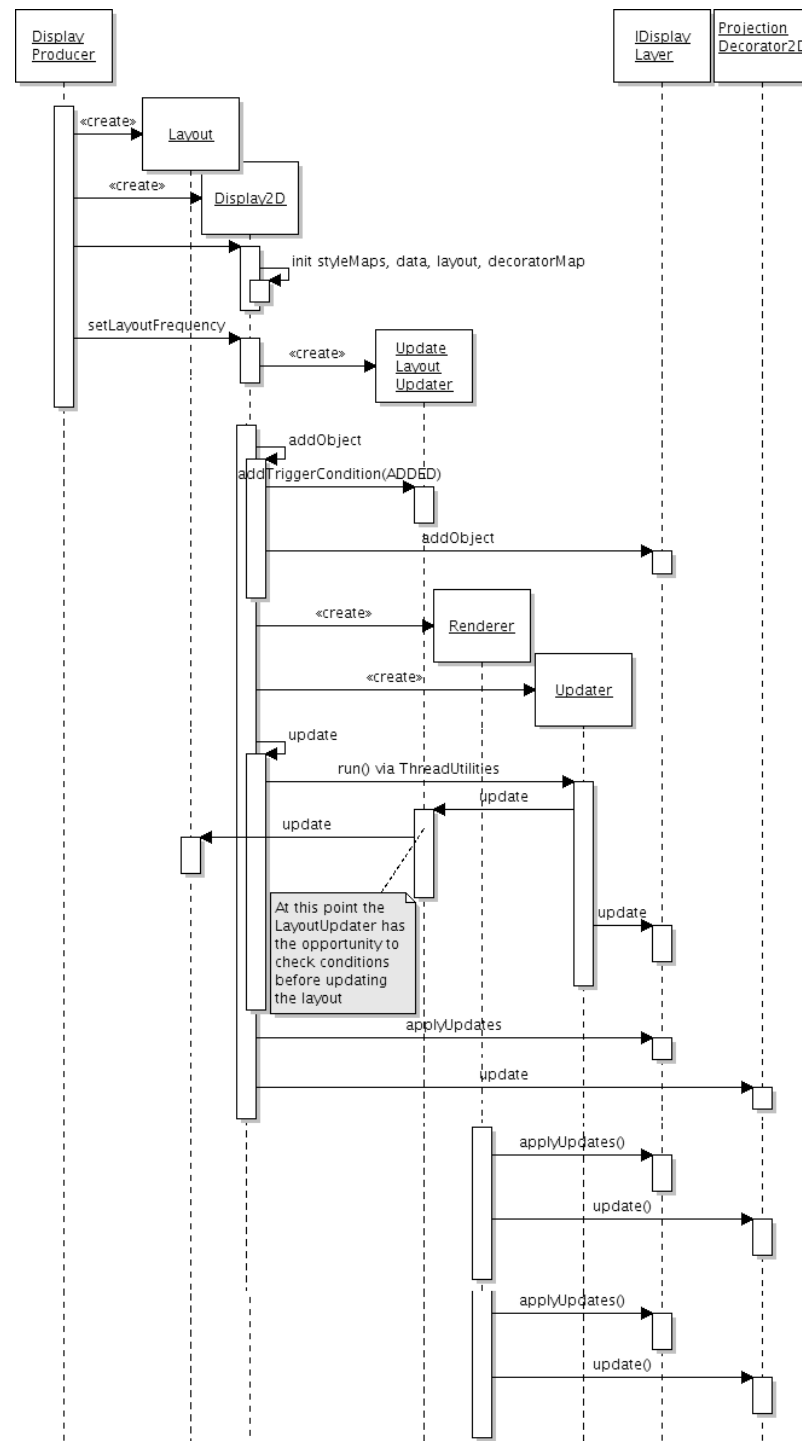 Display
Producer
IDisplay
Layer
Projection
Decorator2D
«create»
Layout
«create»
Display2D
init styleMaps, data, layout, decoratorMap
setLayoutFrequency
«create»
Update
Layout
Updater
addObject
addTriggerCondition(ADDED)
addObject
«create»
Renderer
«create»
Updater
update
run() via ThreadUtilities
update
update
At this point the
LayoutUpdater has
the opportunity to
check conditions
before updating
the layout
update
applyUpdates
update
applyUpdates()
update()
applyUpdates()
update()